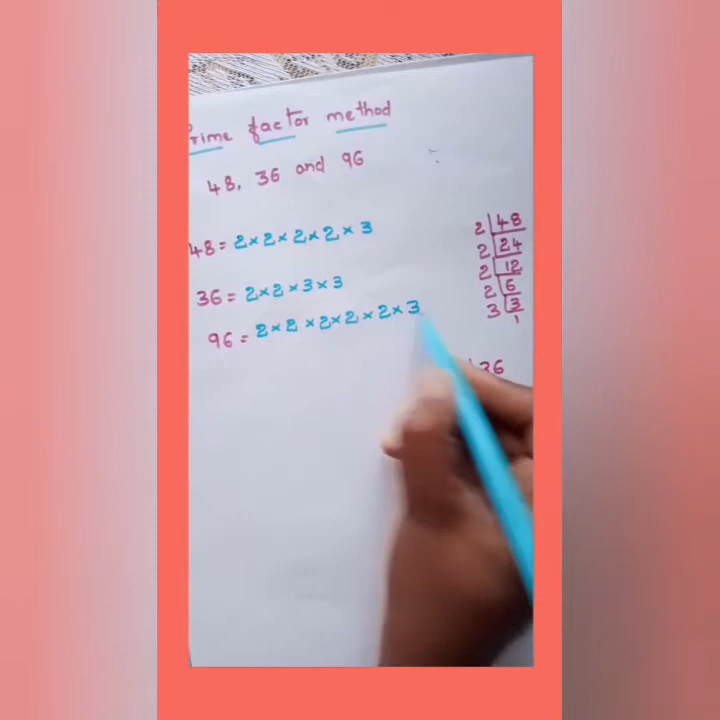 Prime factor method
48, 36 and 96
48 = 2×2×2×2×3
36 = 2×2×3×3
96 = 2×2×2×2×2×3
2 48
2 24
2 12
2 6
3 3
1
36